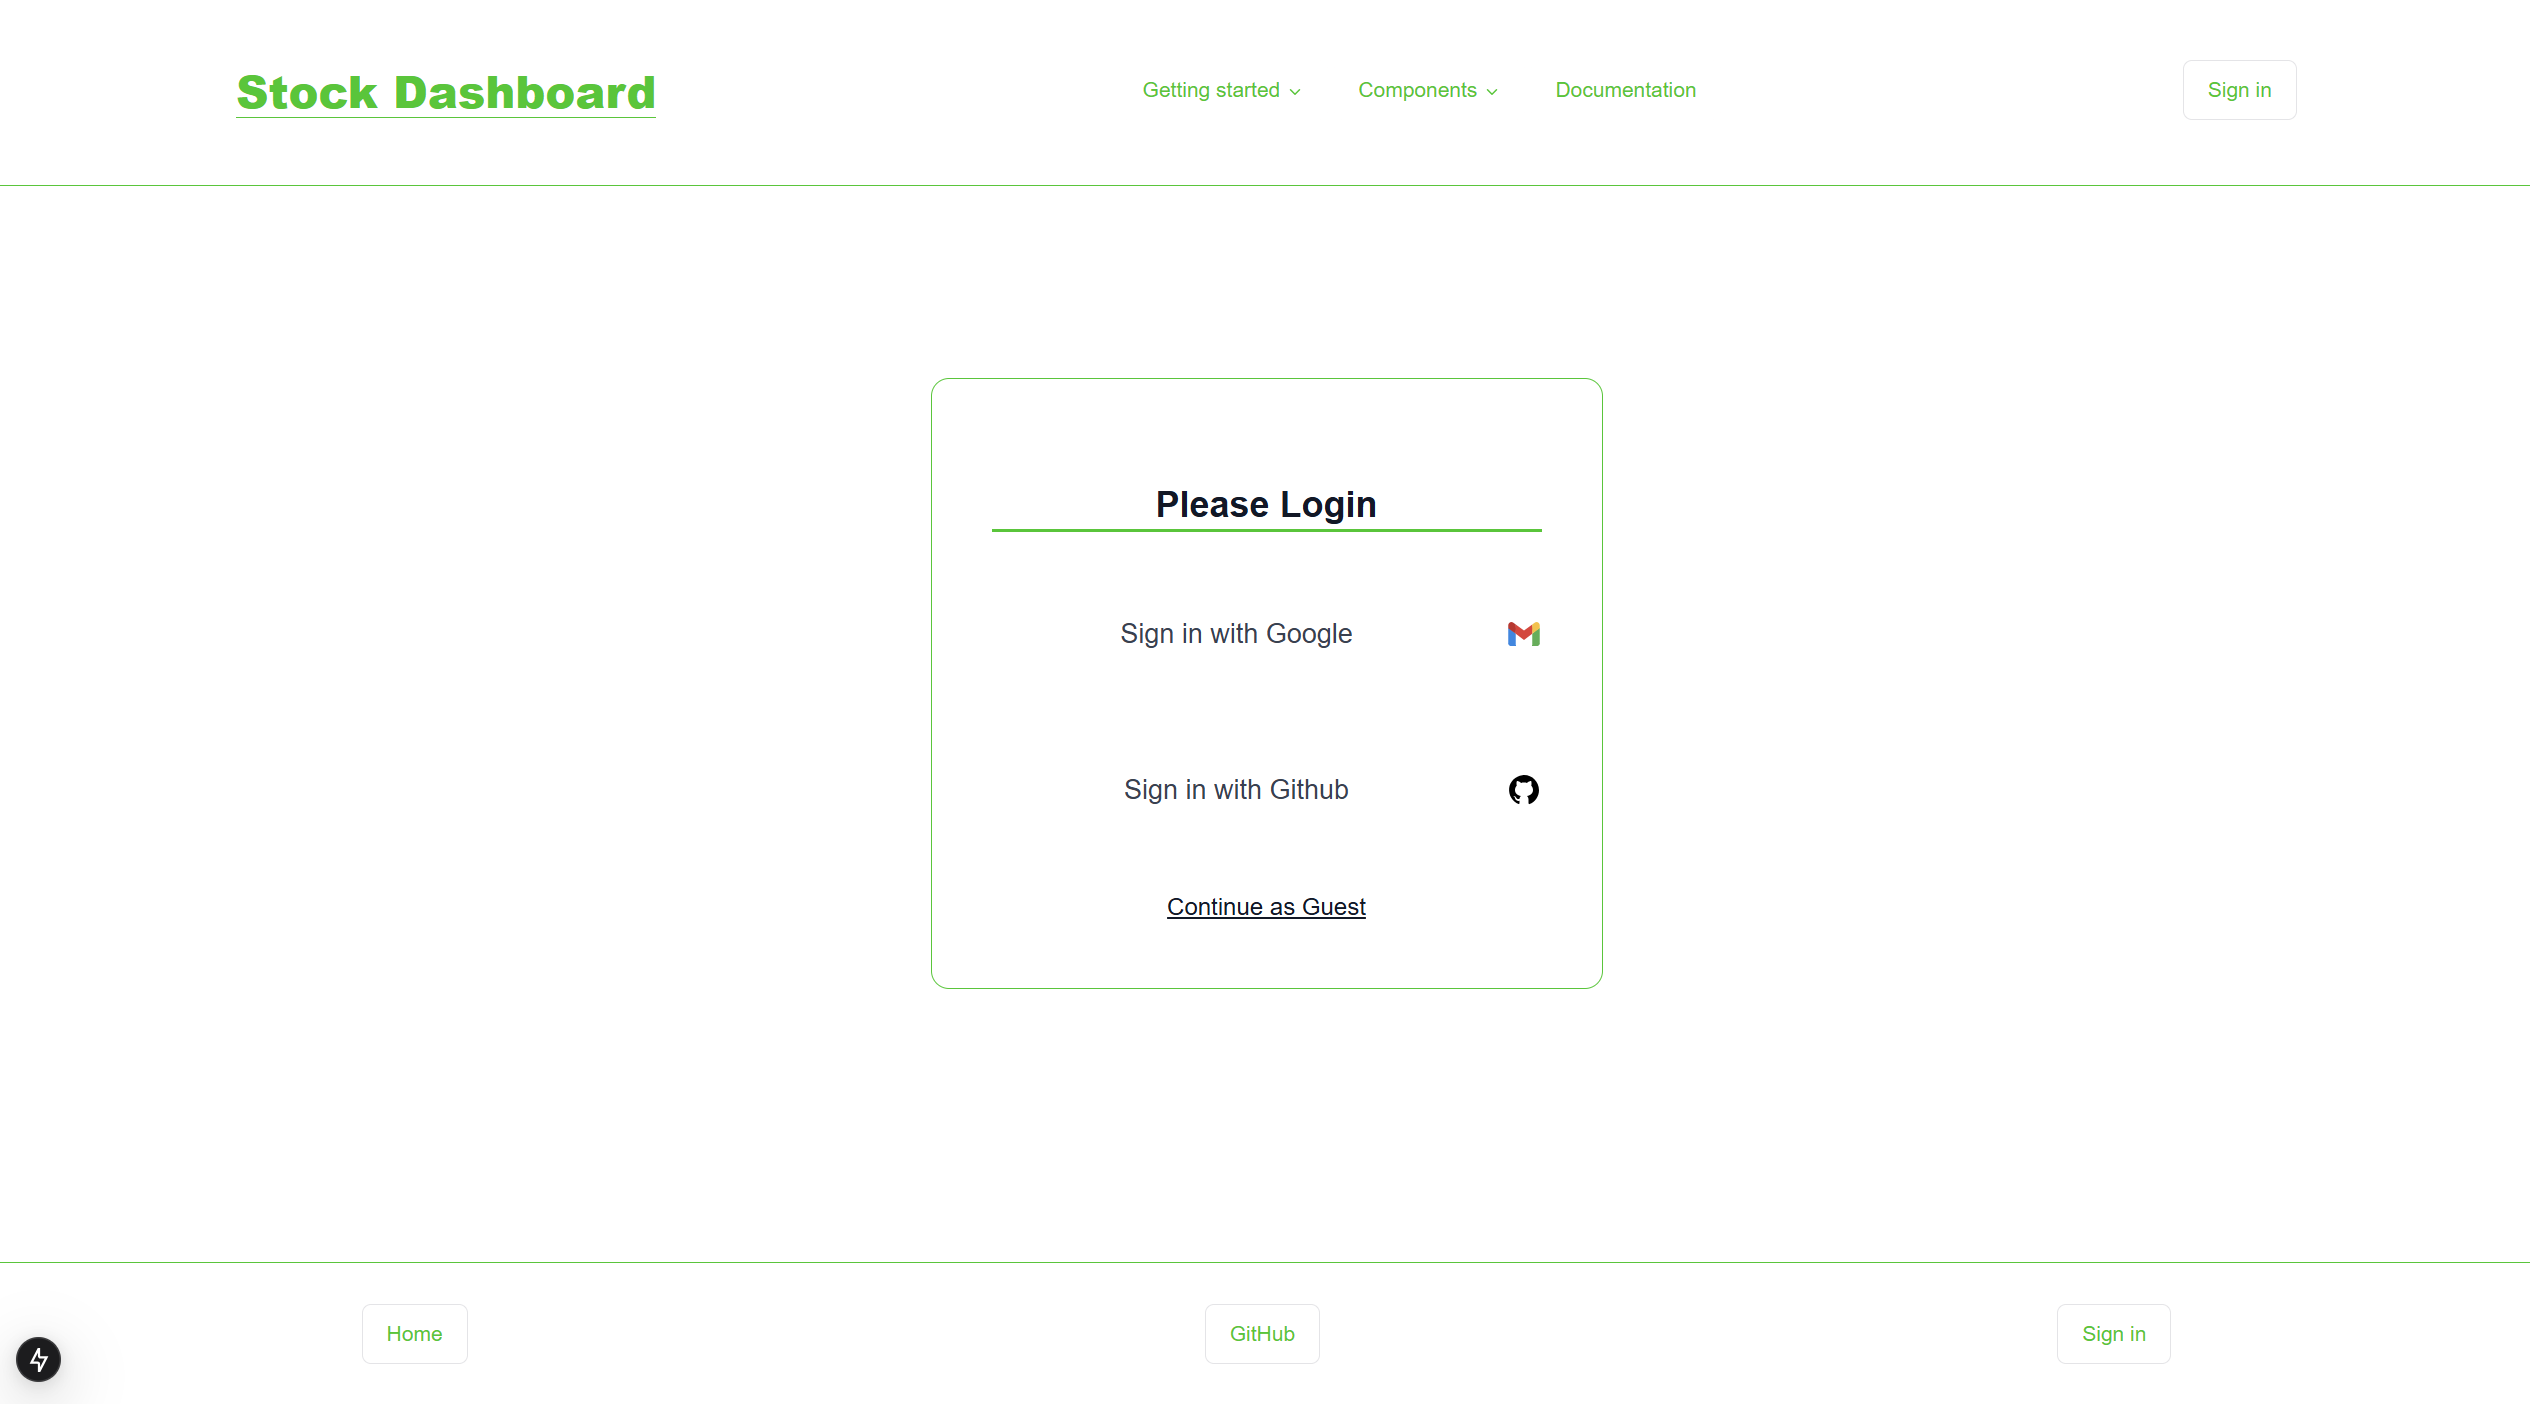 Stock Dashboard
Getting started
Components
Documentation
Sign in
Please Login
Sign in with Google
Sign in with Github
Continue as Guest
Home
GitHub
Sign in